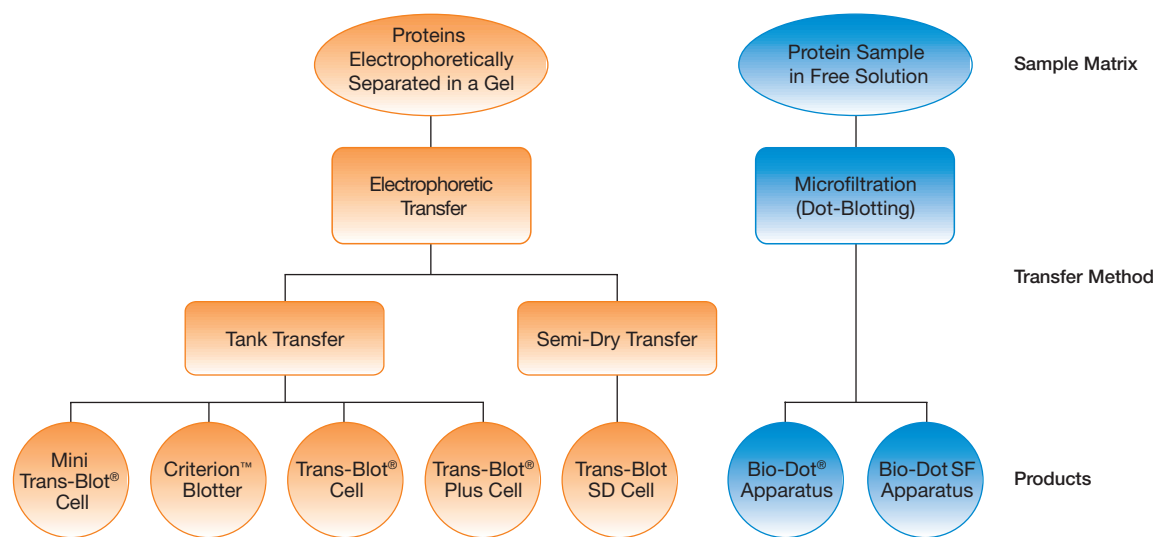 Proteins
Electrophoretically
Separated in a Gel
Protein Sample
in Free Solution
Sample Matrix
Electrophoretic
Transfer
Microfiltration
(Dot-Blotting)
Transfer Method
Tank Transfer
Semi-Dry Transfer
Mini
Trans-Blot®
Cell
Criterion™
Blotter
Trans-Blot®
Cell
Trans-Blot®
Plus Cell
Trans-Blot
SD Cell
Bio-Dot®
Apparatus
Bio-Dot SF
Apparatus
Products